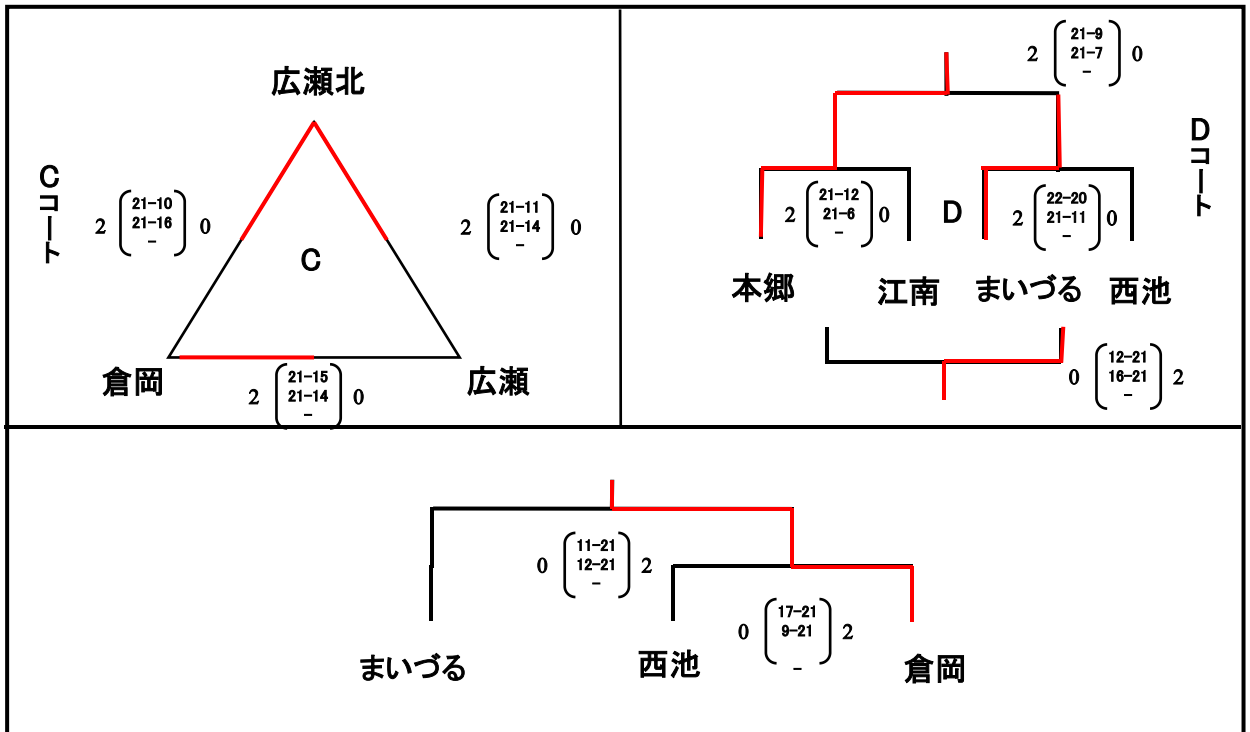 広瀬北
Cコート
2 21-10 0
21-16
-
2 21-11 0
21-14
-
C
倉岡
広瀬
2 21-15 0
21-14
-
2 21-9 0
21-7
-
Dコート
2 21-12 0
21-6
-
D
2 22-20 0
21-11
-
本郷 江南 まいづる 西池
0 12-21 2
16-21
-
0 11-21 2
12-21
-
0 17-21 2
9-21
-
まいづる 西池 倉岡